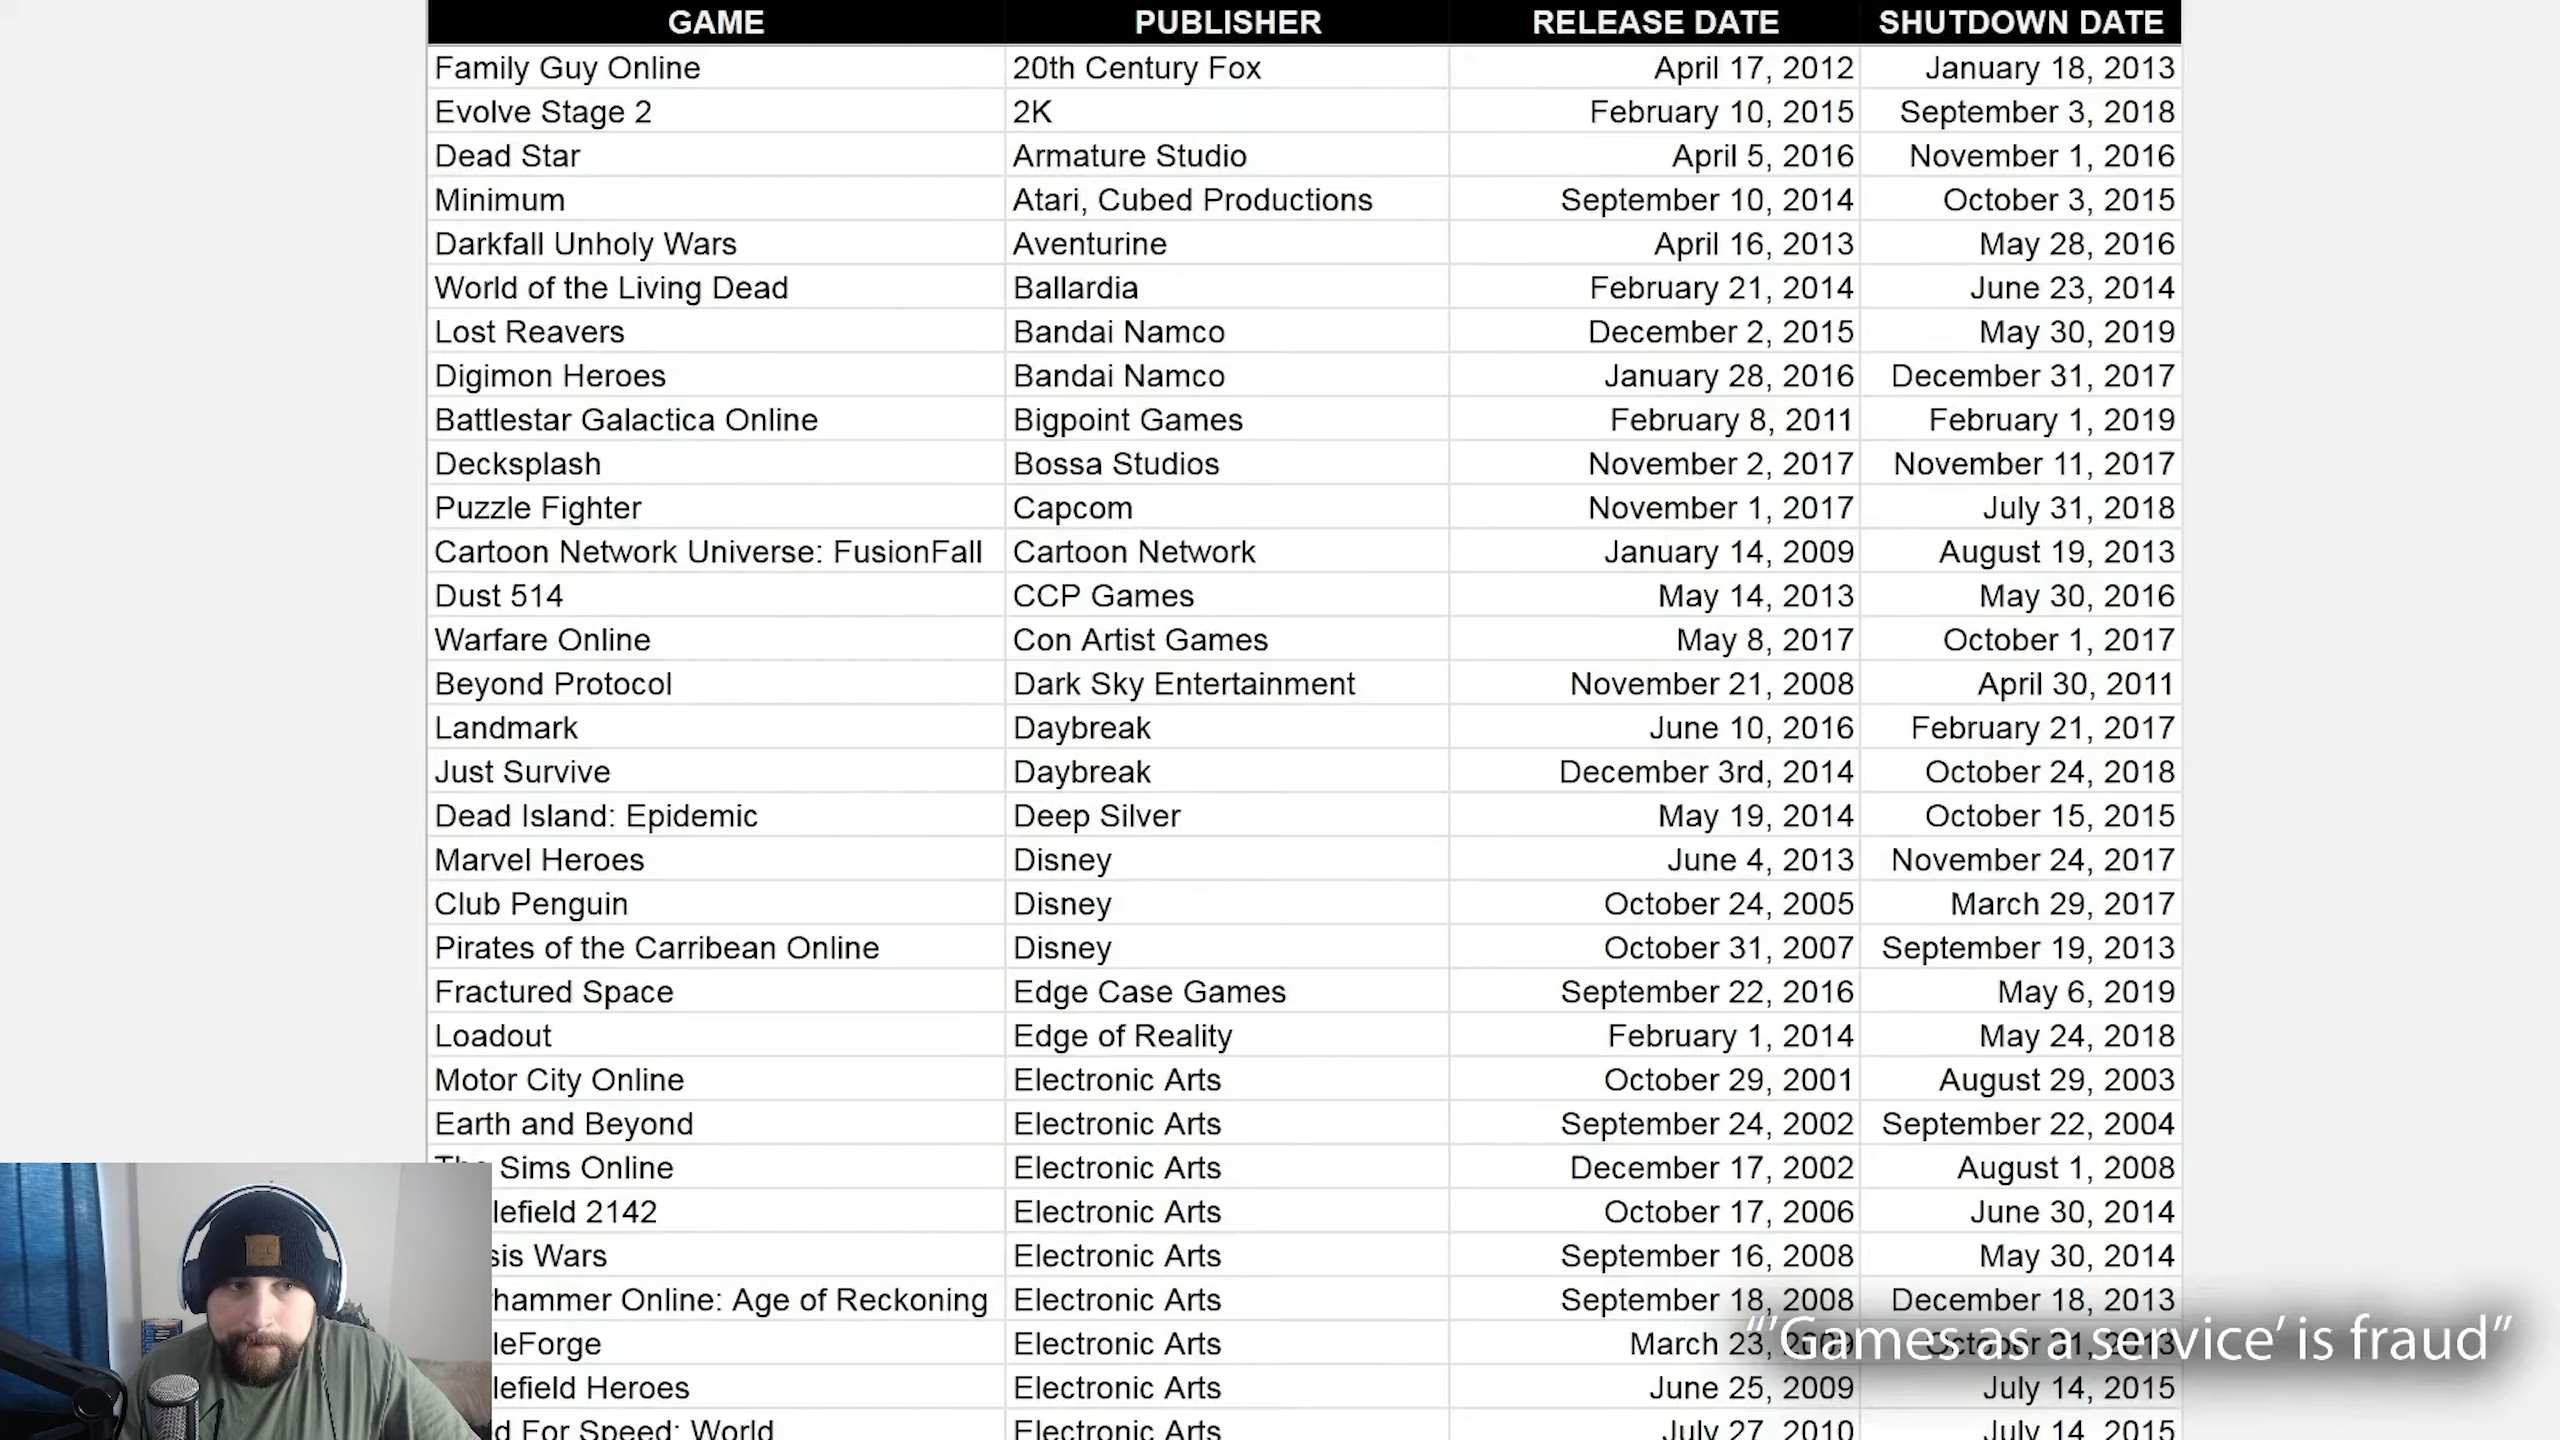 GAME PUBLISHER RELEASE DATE SHUTDOWN DATE
Family Guy Online 20th Century Fox April 17, 2012 January 18, 2013
Evolve Stage 2 2K February 10, 2015 September 3, 2018
Dead Star Armature Studio April 5, 2016 November 1, 2016
Minimum Atari, Cubed Productions September 10, 2014 October 3, 2015
Darkfall Unholy Wars Aventurine April 16, 2013 May 28, 2016
World of the Living Dead Ballardia February 21, 2014 June 23, 2014
Lost Reavers Bandai Namco December 2, 2015 May 30, 2019
Digimon Heroes Bandai Namco January 28, 2016 December 31, 2017
Battlestar Galactica Online Bigpoint Games February 8, 2011 February 1, 2019
Decksplash Bossa Studios November 2, 2017 November 11, 2017
Puzzle Fighter Capcom November 1, 2017 July 31, 2018
Cartoon Network Universe: FusionFall Cartoon Network January 14, 2009 August 19, 2013
Dust 514 CCP Games May 14, 2013 May 30, 2016
Warfare Online Con Artist Games May 8, 2017 October 1, 2017
Beyond Protocol Dark Sky Entertainment November 21, 2008 April 30, 2011
Landmark Daybreak June 10, 2016 February 21, 2017
Just Survive Daybreak December 3rd, 2014 October 24, 2018
Dead Island: Epidemic Deep Silver May 19, 2014 October 15, 2015
Marvel Heroes Disney June 4, 2013 November 24, 2017
Club Penguin Disney October 24, 2005 March 29, 2017
Pirates of the Carribean Online Disney October 31, 2007 September 19, 2013
Fractured Space Edge Case Games September 22, 2016 May 6, 2019
Loadout Edge of Reality February 1, 2014 May 24, 2018
Motor City Online Electronic Arts October 29, 2001 August 29, 2003
Earth and Beyond Electronic Arts September 24, 2002 September 22, 2004
The Sims Online Electronic Arts December 17, 2002 August 1, 2008
lefield 2142 Electronic Arts October 17, 2006 June 30, 2014
sis Wars Electronic Arts September 16, 2008 May 30, 2014
hammer Online: Age of Reckoning Electronic Arts September 18, 2008 December 18, 2013
leForge Electronic Arts March 23, 2009 October 31, 2013
"'Games as a service' is fraud"
lefield Heroes Electronic Arts June 25, 2009 July 14, 2015
d For Speed: World Electronic Arts July 27, 2010 July 14, 2015